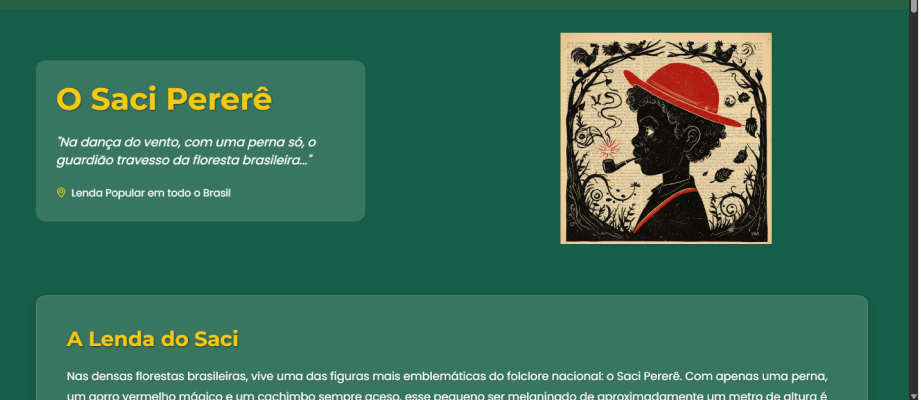 O Saci Pererê
"Na dança do vento, com uma perna só, o
guardião travesso da floresta brasileira..."
Lenda Popular em todo o Brasil
A Lenda do Saci
Nas densas florestas brasileiras, vive uma das figuras mais emblemáticas do folclore nacional: o Saci Pererê. Com apenas uma perna,
um gorro vermelho mágico e um cachimbo sempre aceso, esse pequeno ser melaninado de aproximadamente um metro de altura é